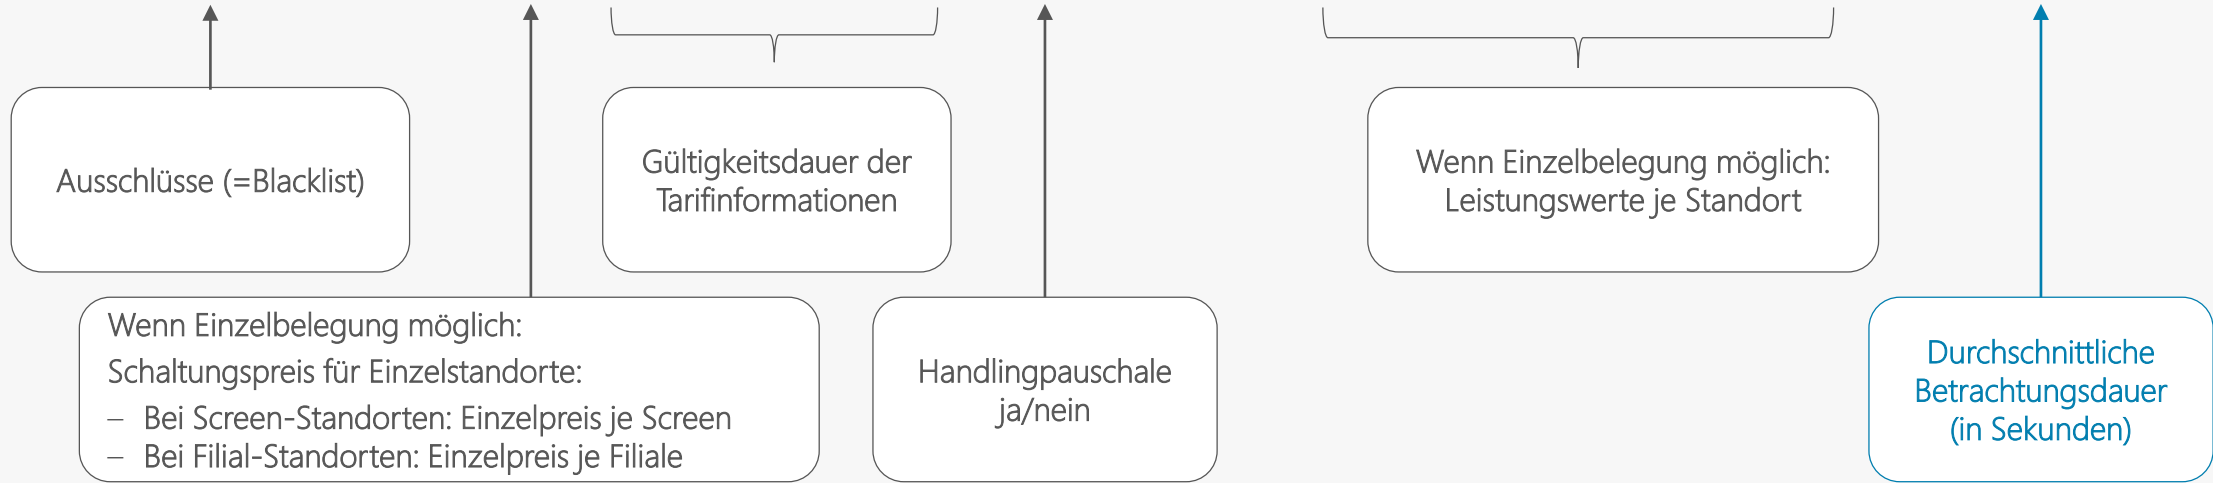 Ausschlüsse (=Blacklist)
Gültigkeitsdauer der
Tarifinformationen
Wenn Einzelbelegung möglich:
Leistungswerte je Standort
Wenn Einzelbelegung möglich:
Schaltungspreis für Einzelstandorte:
– Bei Screen-Standorten: Einzelpreis je Screen
– Bei Filial-Standorten: Einzelpreis je Filiale
Handlingpauschale
ja/nein
Durchschnittliche
Betrachtungsdauer
(in Sekunden)